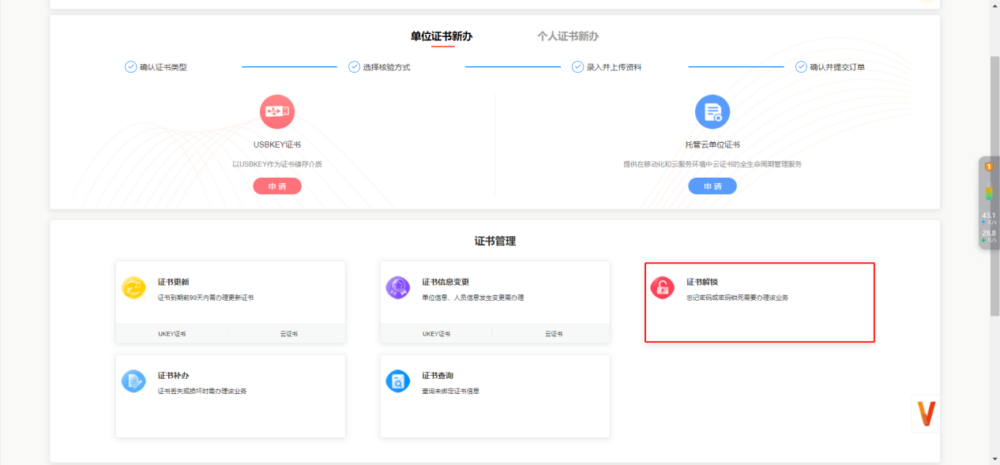 单位证书新办 个人证书新办
确认证书类型 选择核验方式 录入并上传资料 确认并提交订单
USBKEY证书
以USBKEY作为证书储存介质
申请
托管云单位证书
提供在移动化和云服务环境中云证书的全生命周期管理服务
申请
证书管理
证书更新
证书到期前90天内需办理更新证书
UKEY证书 云证书
证书信息变更
单位信息、人员信息发生变更需办理
UKEY证书 云证书
证书解锁
忘记密码或密码锁死需要办理该业务
证书补办
证书丢失或损坏时需办理该业务
证书查询
查询未绑定证书信息
1
43.1
K/s
28.8
K/s